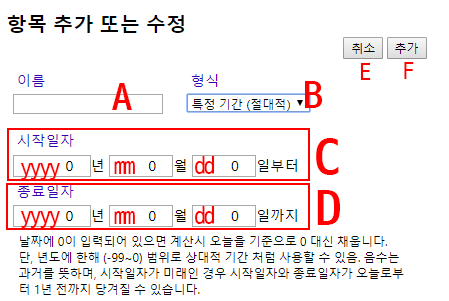 항목 추가 또는 수정
취소 추가
E F
이름 형식
A 특정 기간 (절대적) B
시작일자
yyyy 0 년 mm 0 월 dd 0 일부터 C
종료일자
yyyy 0 년 mm 0 월 dd 0 일까지 D
날짜에 0이 입력되어 있으면 계산시 오늘을 기준으로 0 대신 채웁니다.
단, 년도에 한해 (-99~0) 범위로 상대적 기간 처럼 사용할 수 있음. 음수는
과거를 뜻하며, 시작일자가 미래인 경우 시작일자와 종료일자가 오늘로부
터 1년 전까지 당겨질 수 있습니다.